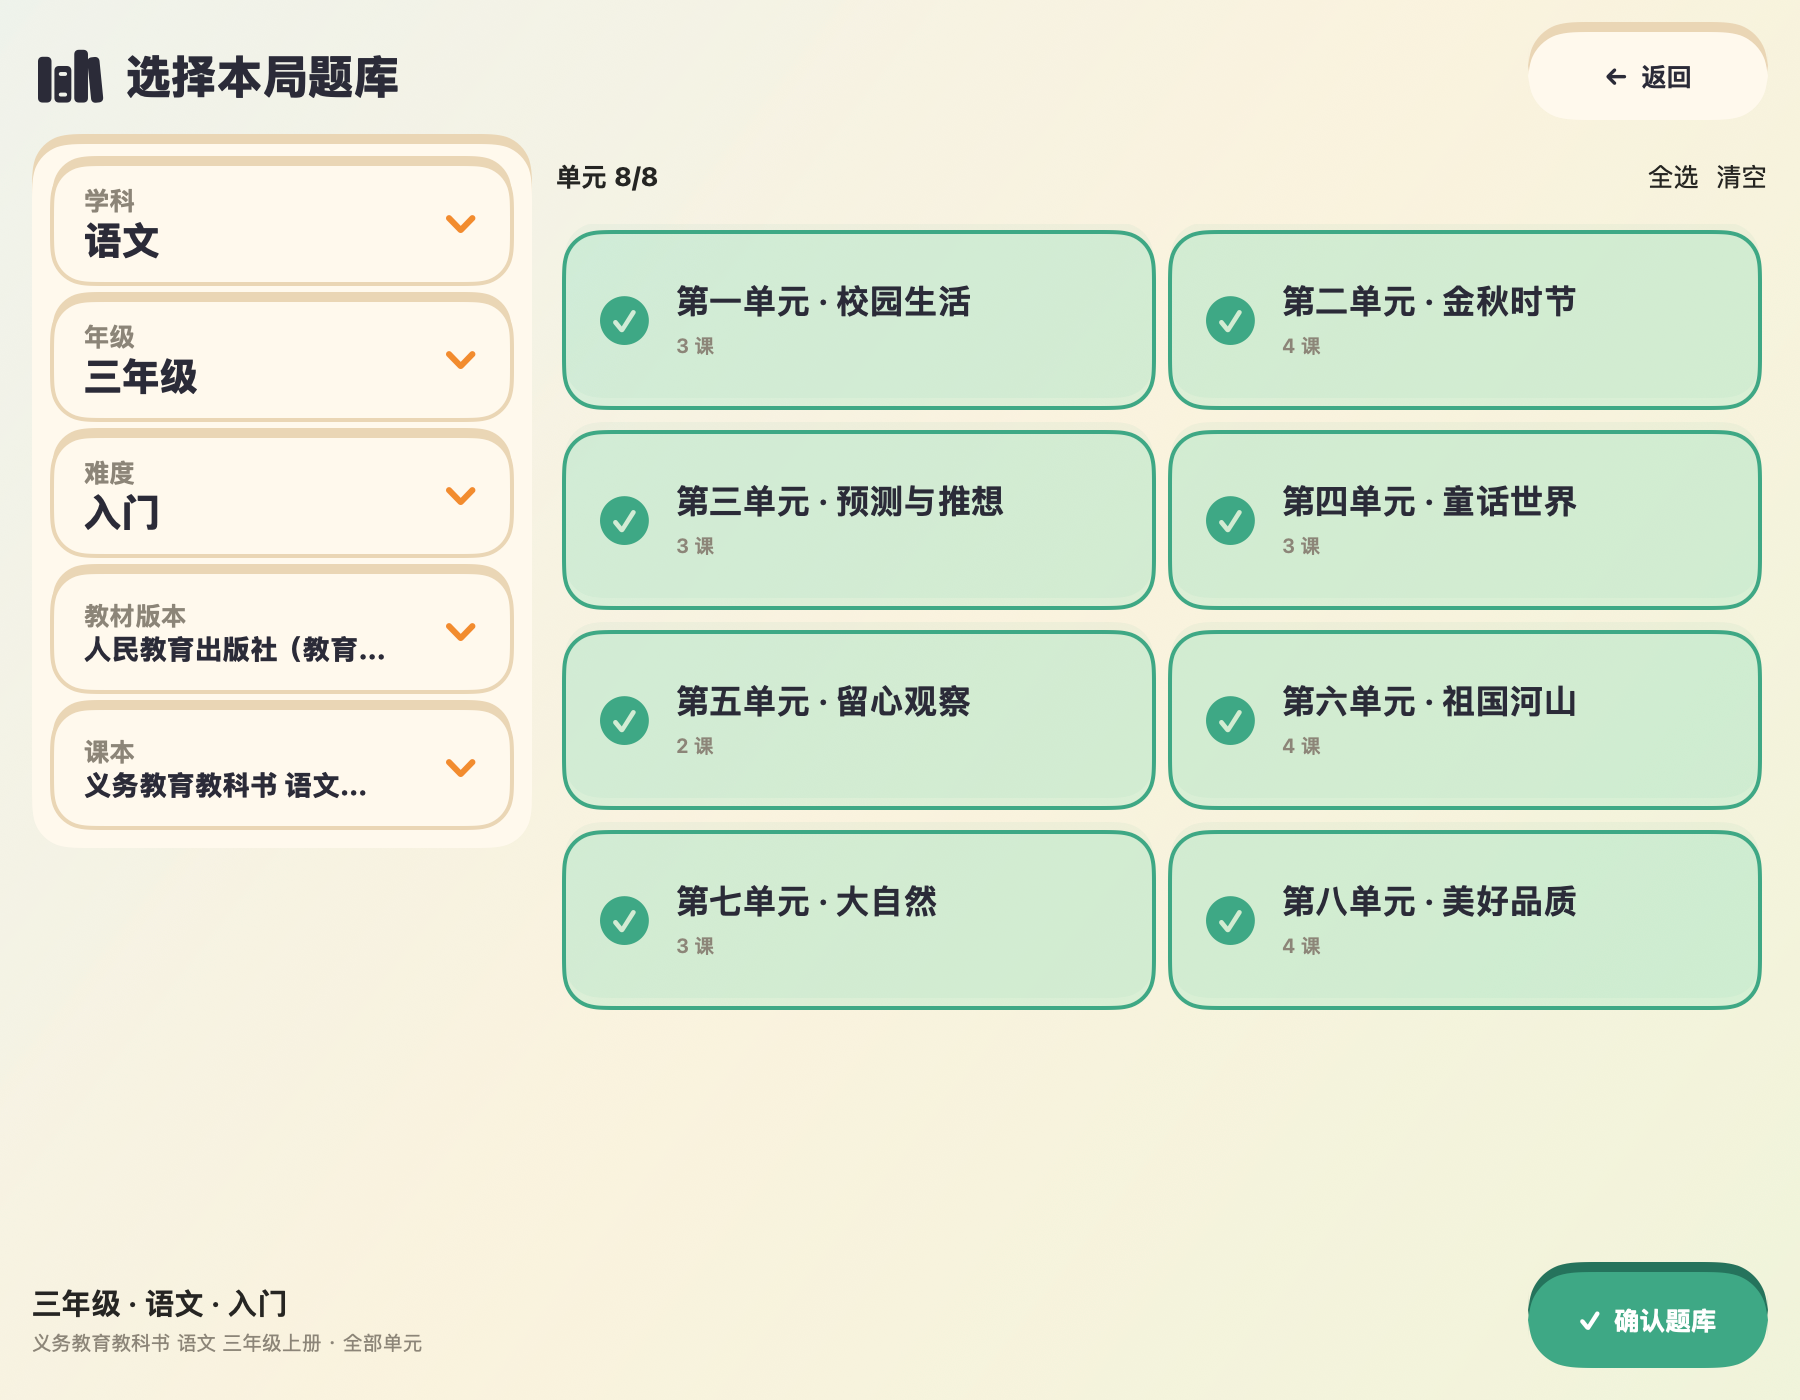 选择本局题库
返回
学科
语文
年级
三年级
难度
入门
教材版本
人民教育出版社（教育...
课本
义务教育教科书 语文...
单元 8/8
全选 清空
第一单元 · 校园生活
3 课
第二单元 · 金秋时节
4 课
第三单元 · 预测与推想
3 课
第四单元 · 童话世界
3 课
第五单元 · 留心观察
2 课
第六单元 · 祖国河山
4 课
第七单元 · 大自然
3 课
第八单元 · 美好品质
4 课
三年级 · 语文 · 入门
义务教育教科书 语文 三年级上册 · 全部单元
确认题库